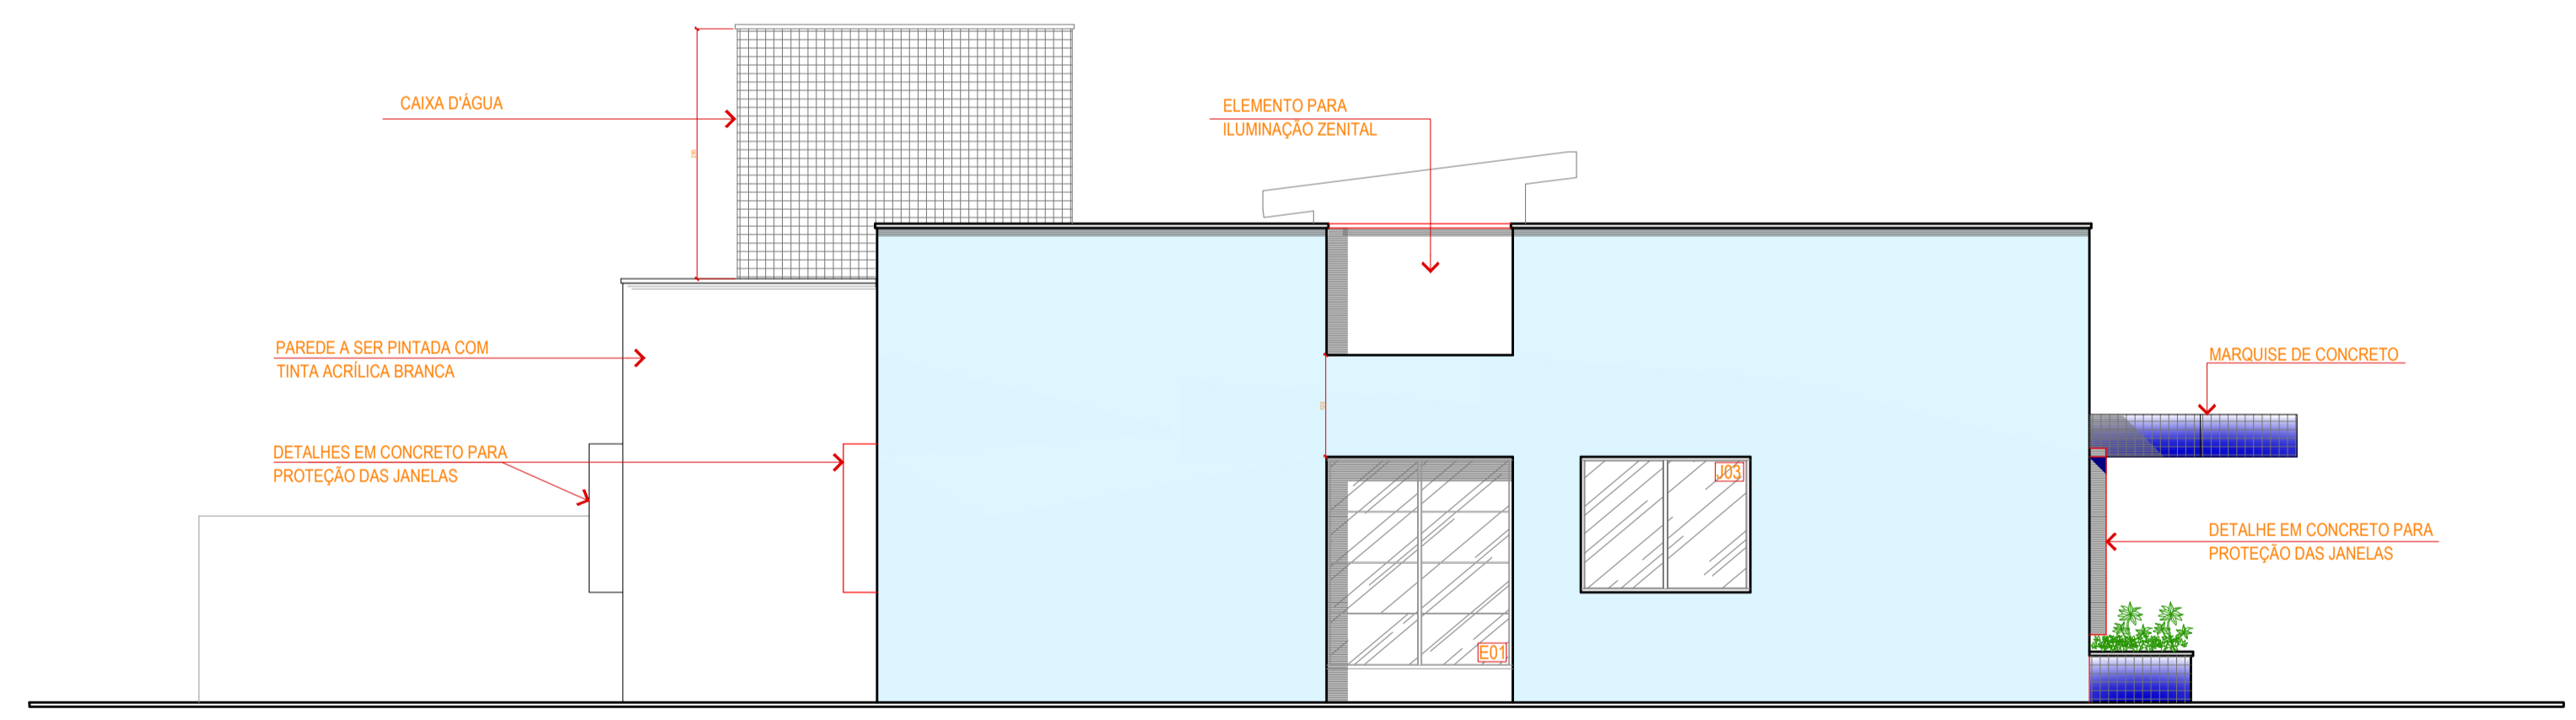 CAIXA D'ÁGUA
ELEMENTO PARA
ILUMINAÇÃO ZENITAL
PAREDE A SER PINTADA COM
TINTA ACRÍLICA BRANCA
MARQUISE DE CONCRETO
DETALHES EM CONCRETO PARA
PROTEÇÃO DAS JANELAS
J03
DETALHE EM CONCRETO PARA
PROTEÇÃO DAS JANELAS
E01